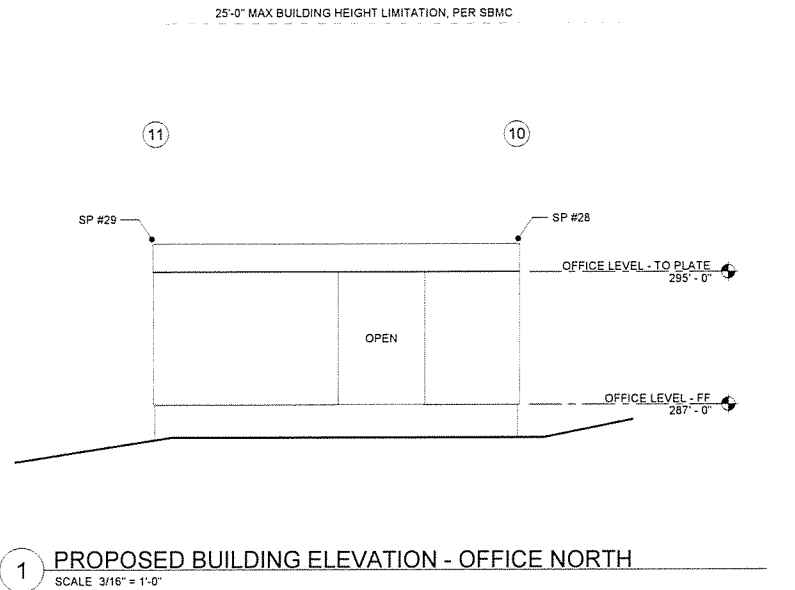 25'-0" MAX BUILDING HEIGHT LIMITATION, PER SBMC
11
10
SP #29
SP #28
OFFICE LEVEL - TO PLATE
295' - 0"
OPEN
OFFICE LEVEL - FF
287' - 0"
1
PROPOSED BUILDING ELEVATION - OFFICE NORTH
SCALE 3/16" = 1'-0"